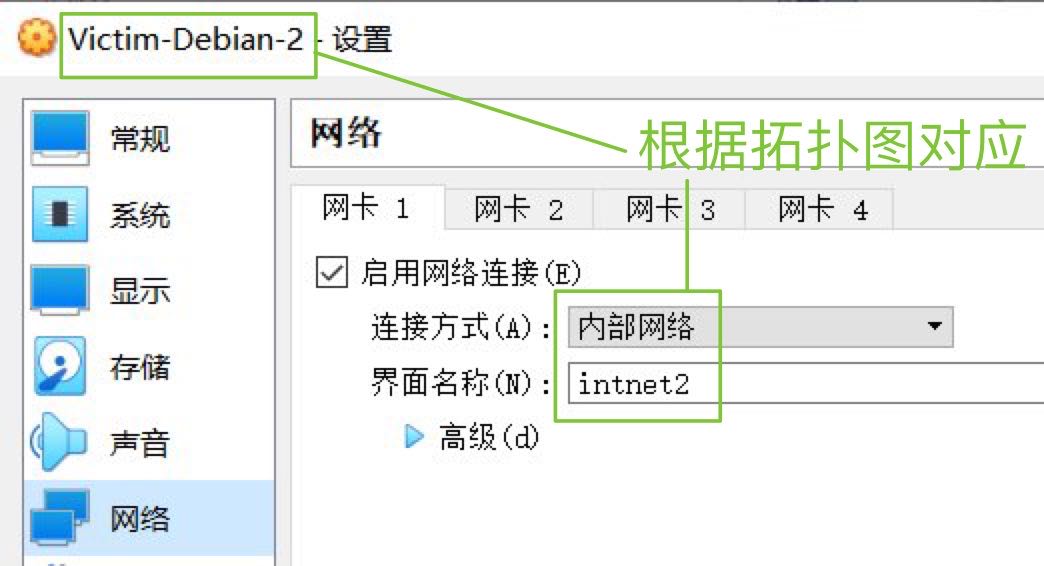 Victim-Debian-2 - 设置
常规
系统
显示
存储
声音
网络
网络
根据拓扑图对应
网卡 1
网卡 2
网卡 3
网卡 4
启用网络连接(E)
连接方式(A): 内部网络
界面名称(N): intnet2
高级(d)